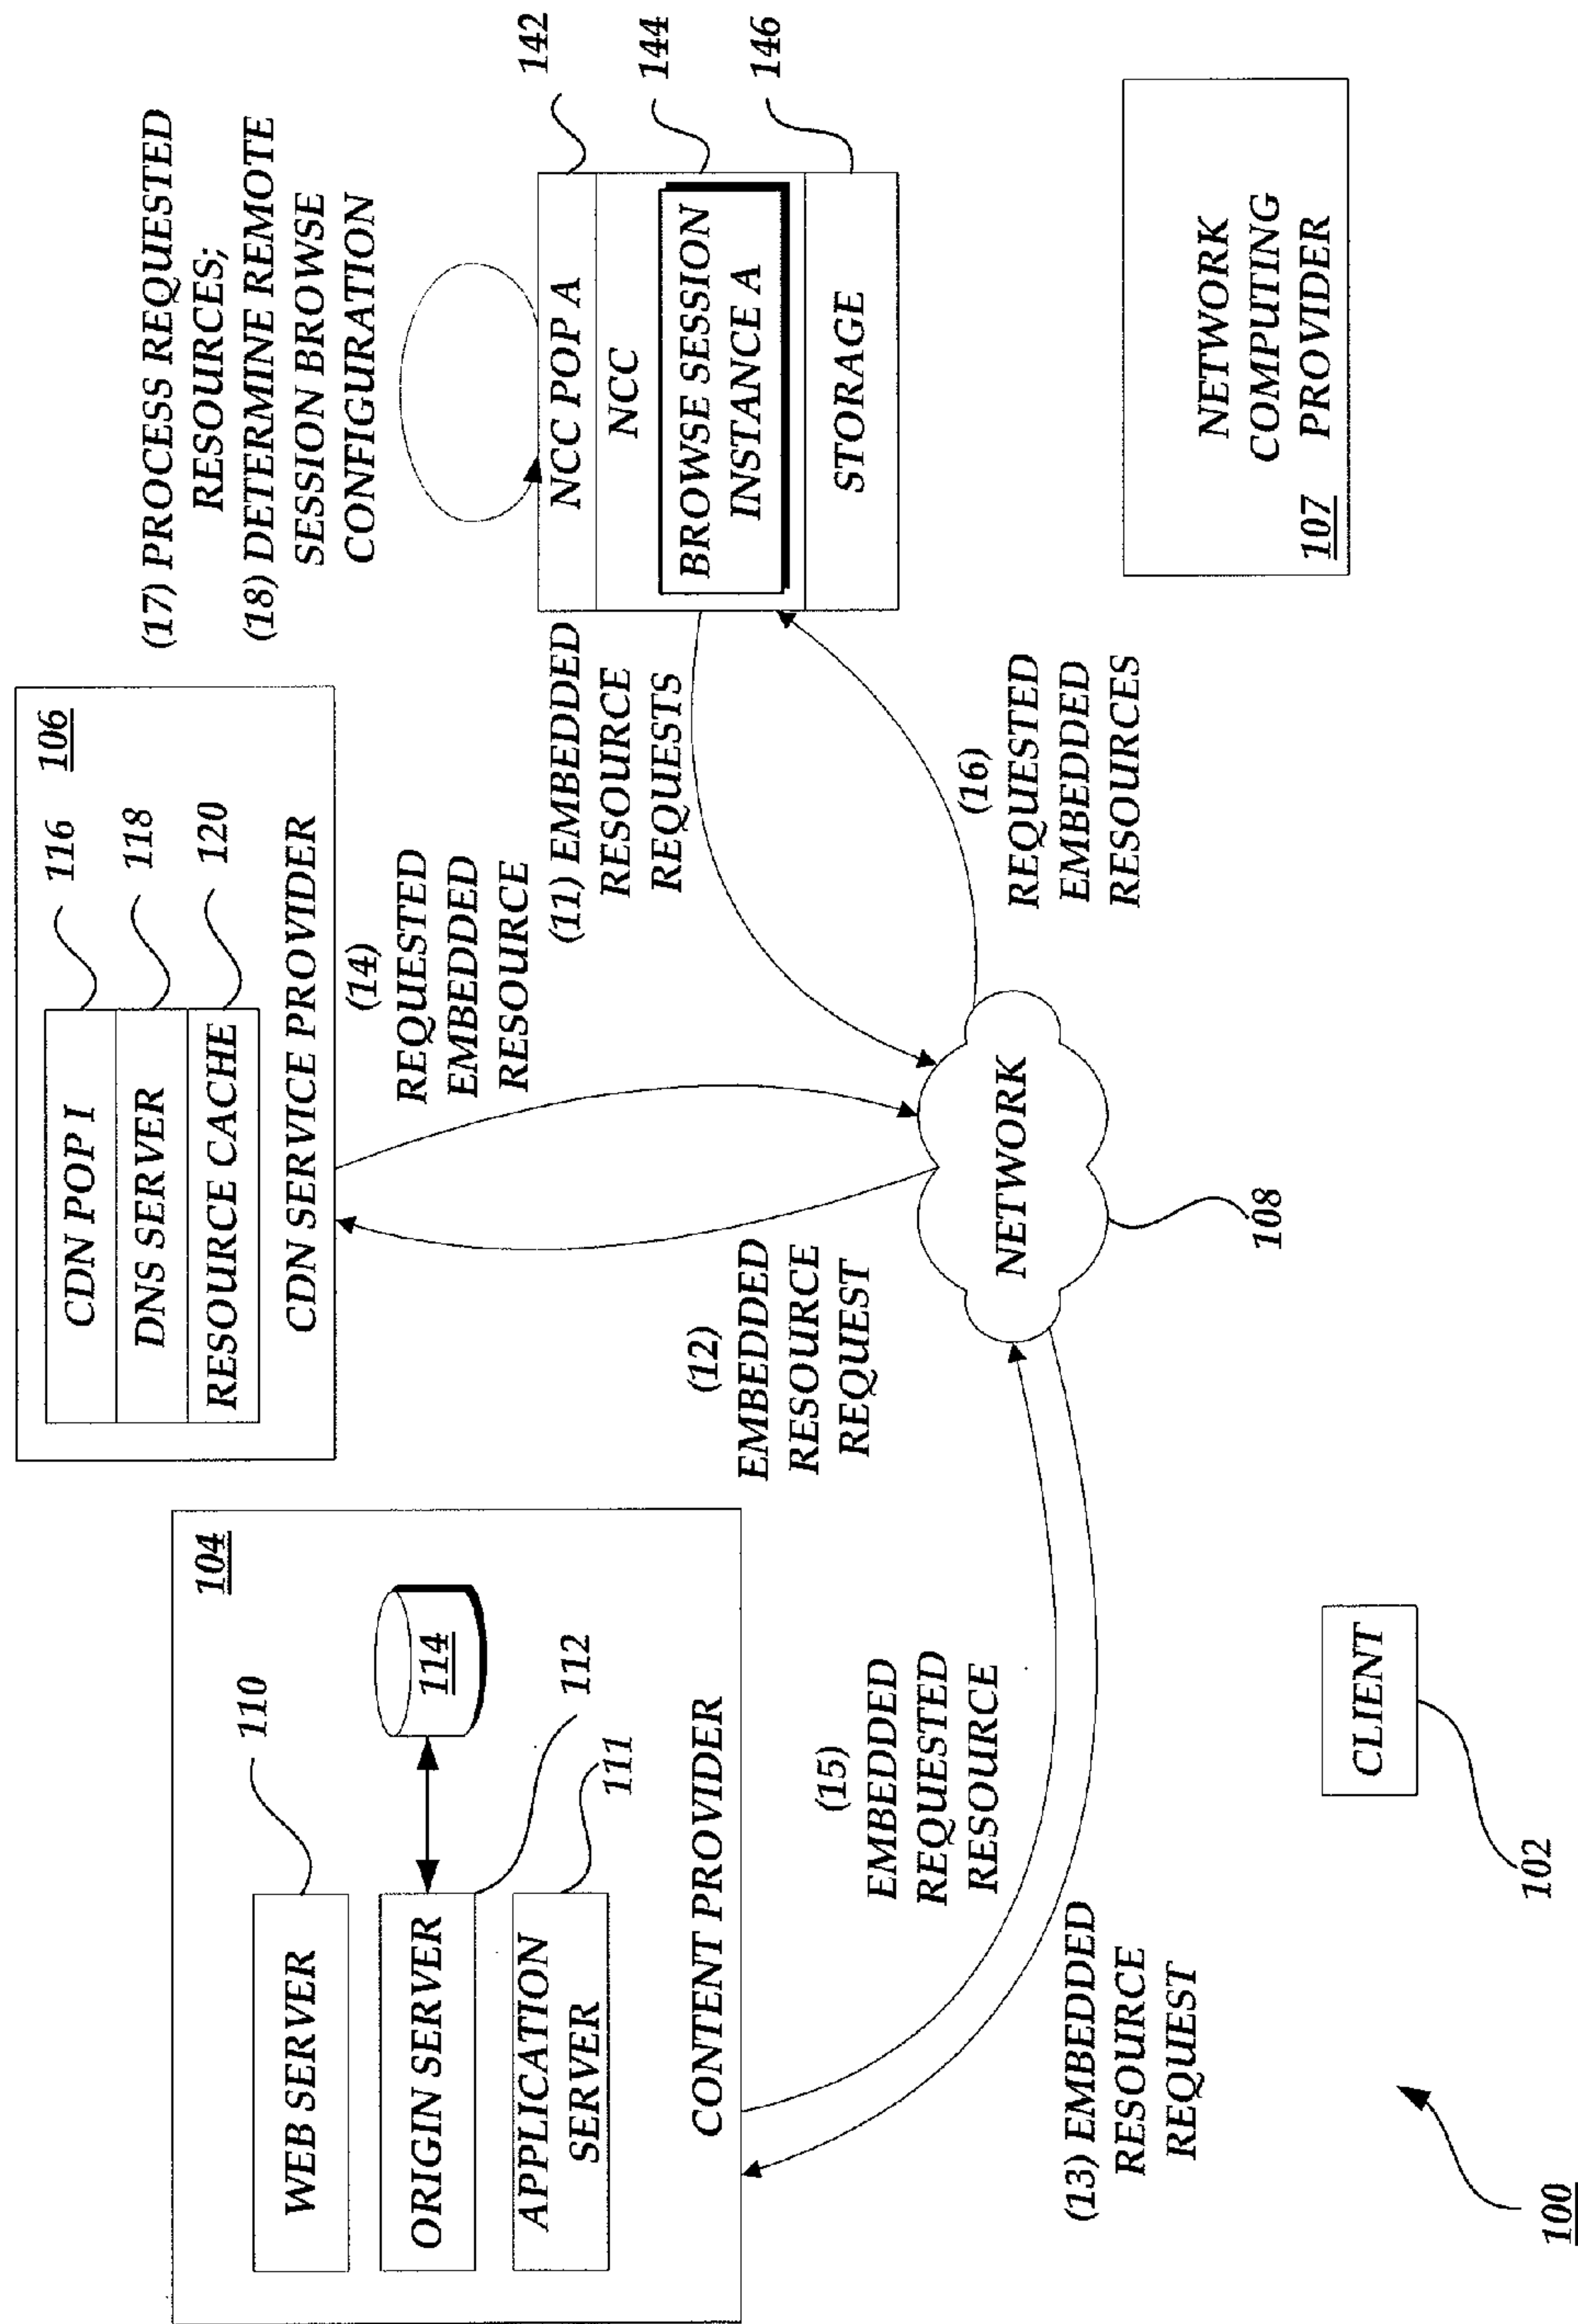 104
WEB SERVER
110
ORIGIN SERVER
114
112
APPLICATION
SERVER
111
CONTENT PROVIDER
106
CDN POP 1
116
DNS SERVER
118
RESOURCE CACHE
120
CDN SERVICE PROVIDER
(17) PROCESS REQUESTED
RESOURCES;
(18) DETERMINE REMOTE
SESSION BROWSE
CONFIGURATION
NCC POP A
142
NCC
144
BROWSE SESSION
INSTANCE A
STORAGE
146
(14)
REQUESTED
EMBEDDED
RESOURCE
(11) EMBEDDED
RESOURCE
REQUESTS
(12)
EMBEDDED
RESOURCE
REQUEST
(15)
EMBEDDED
REQUESTED
RESOURCE
(16)
REQUESTED
EMBEDDED
RESOURCES
NETWORK
108
(13) EMBEDDED
RESOURCE
REQUEST
NETWORK
COMPUTING
PROVIDER
107
CLIENT
102
100